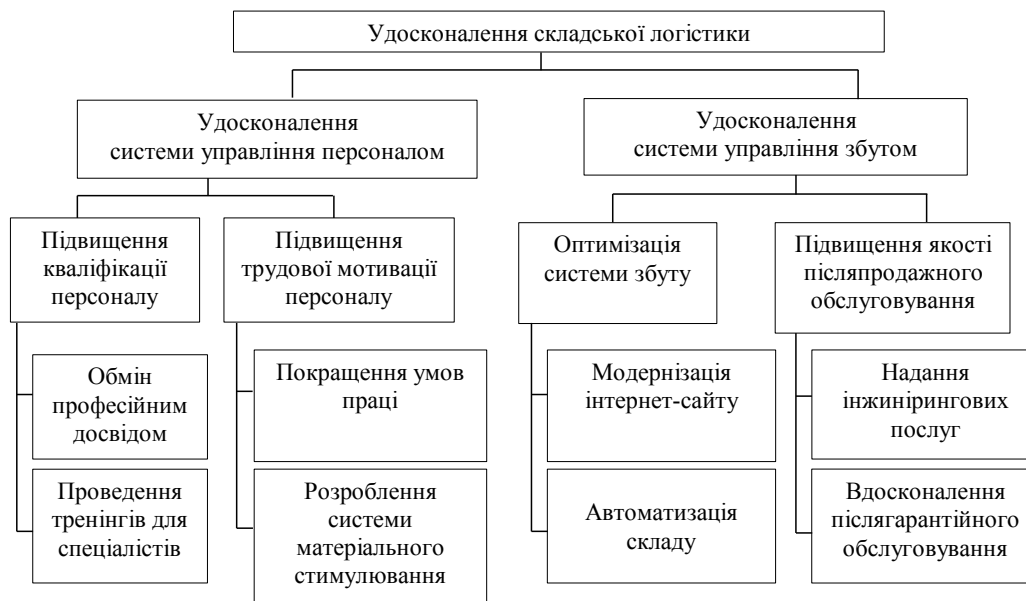 Удосконалення складської логістики
Удосконалення
системи управління персоналом
Удосконалення
системи управління збутом
Підвищення
кваліфікації
персоналу
Підвищення
трудової мотивації
персоналу
Оптимізація
системи збуту
Підвищення якості
післяпродажного
обслуговування
Обмін
професійним
досвідом
Покращення умов
праці
Модернізація
інтернет-сайту
Надання
інжинірингових
послуг
Проведення
тренінгів для
спеціалістів
Розроблення
системи
матеріального
стимулювання
Автоматизація
складу
Вдосконалення
післягарантійного
обслуговування